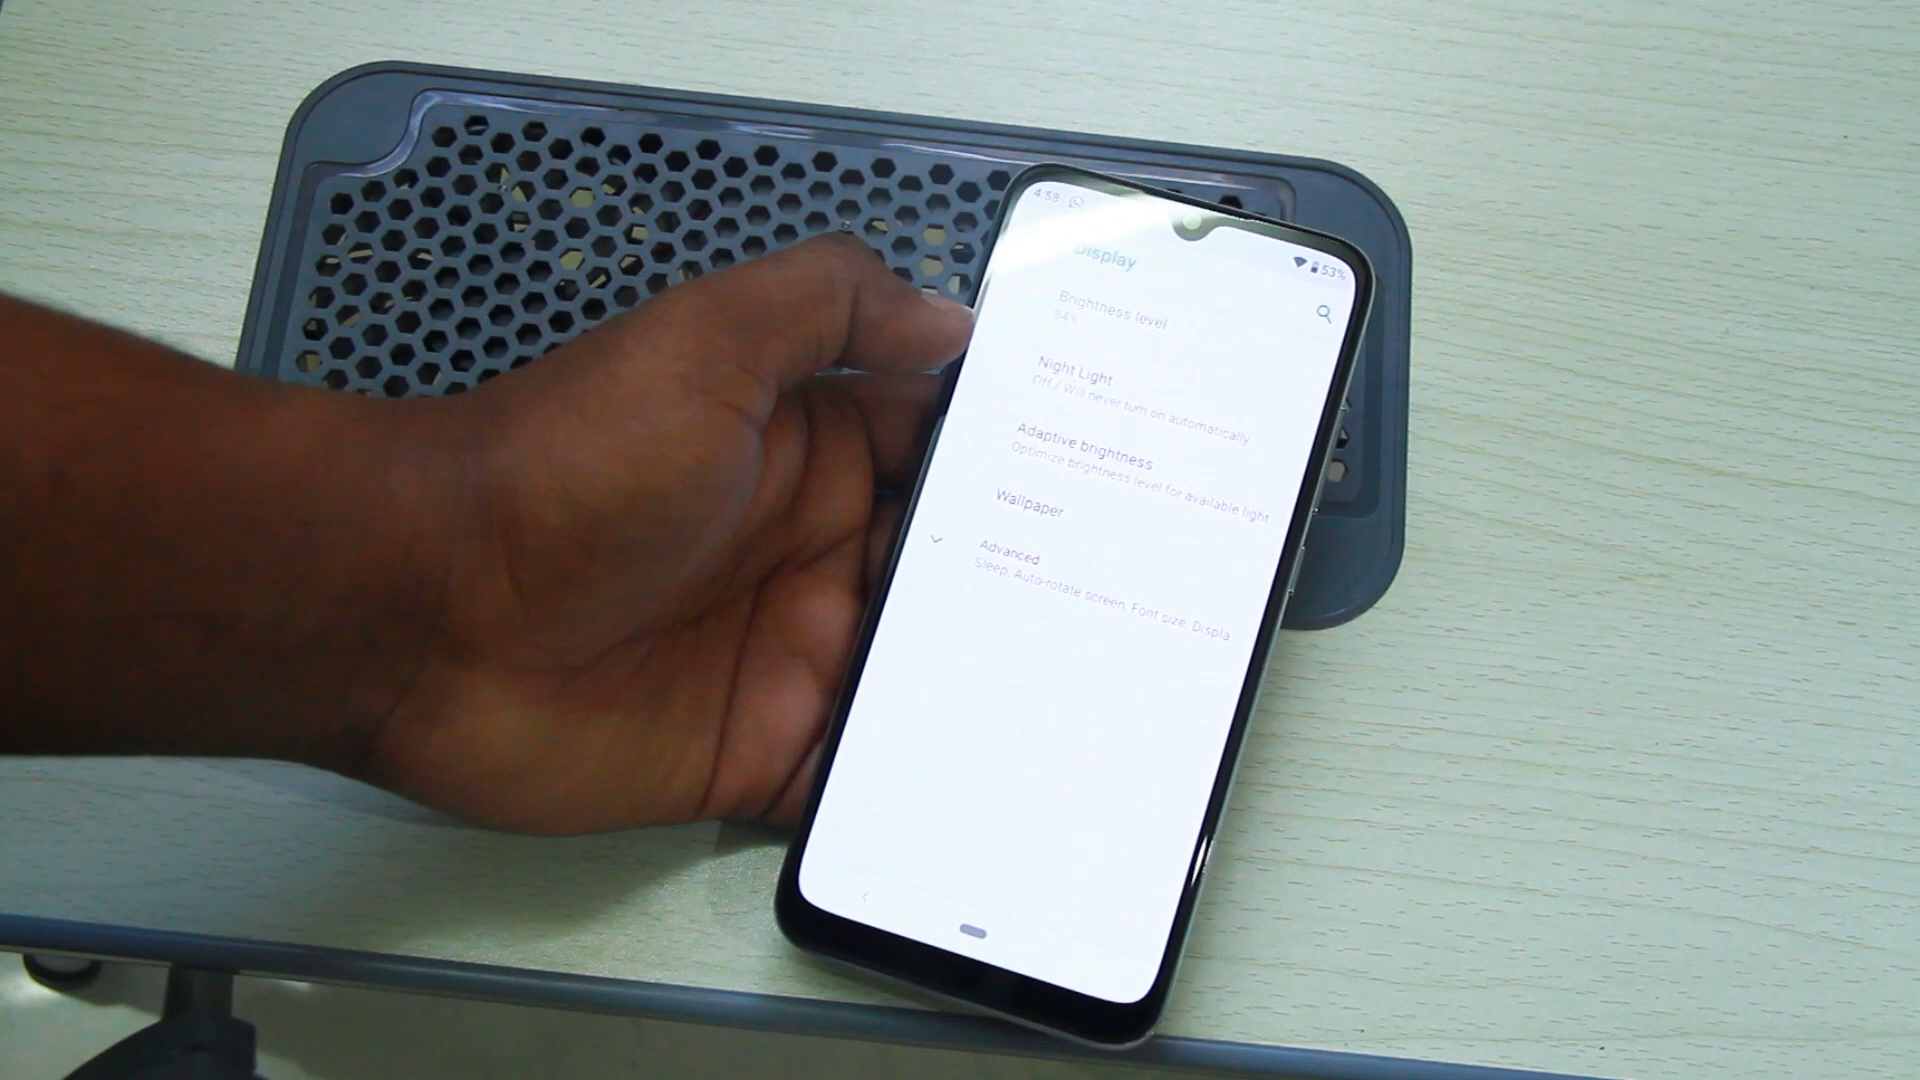 4:58
53%
Display
Brightness level
84%
Night Light
Off / Will never turn on automatically
Adaptive brightness
Optimize brightness level for available light
Wallpaper
Advanced
Sleep, Auto-rotate screen, Font size, Displa